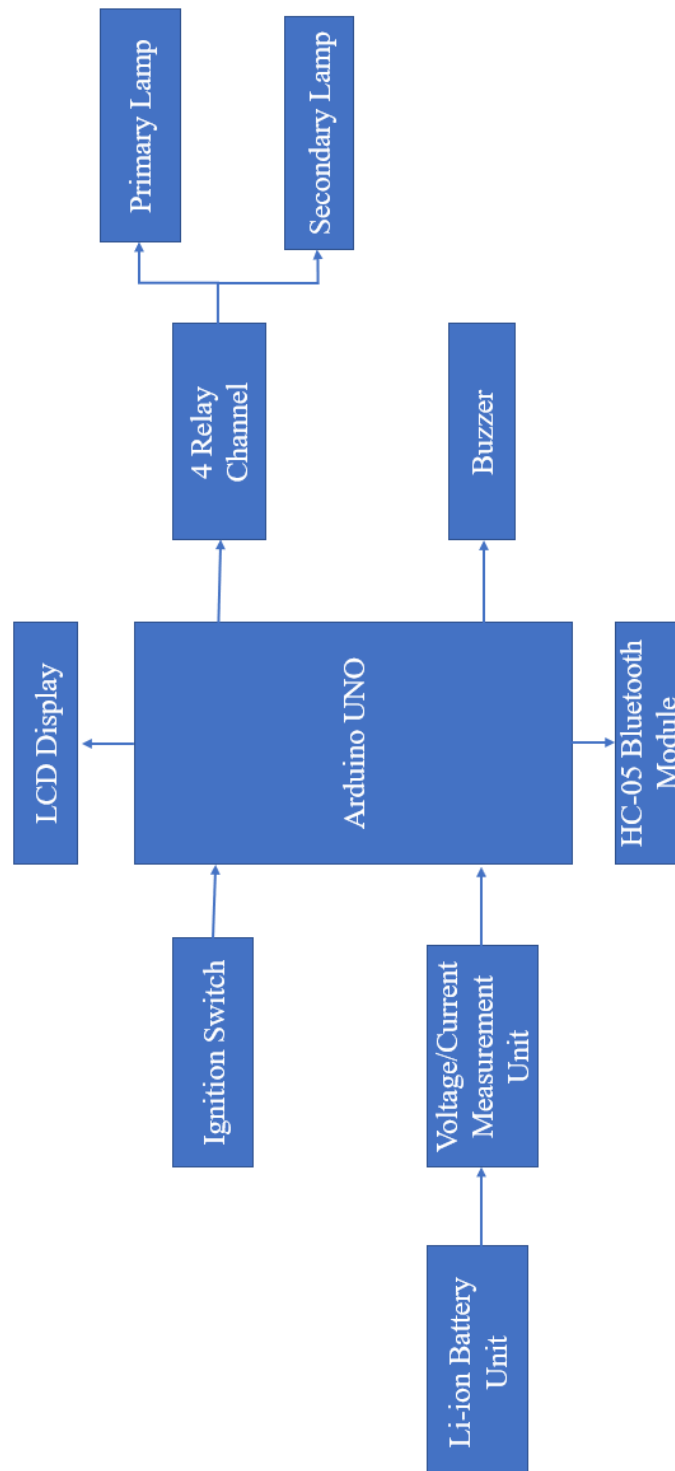 LCD Display
Ignition Switch
Arduino UNO
4 Relay
Channel
Primary Lamp
Secondary Lamp
Li-ion Battery
Unit
Voltage/Current
Measurement
Unit
Buzzer
HC-05 Bluetooth
Module